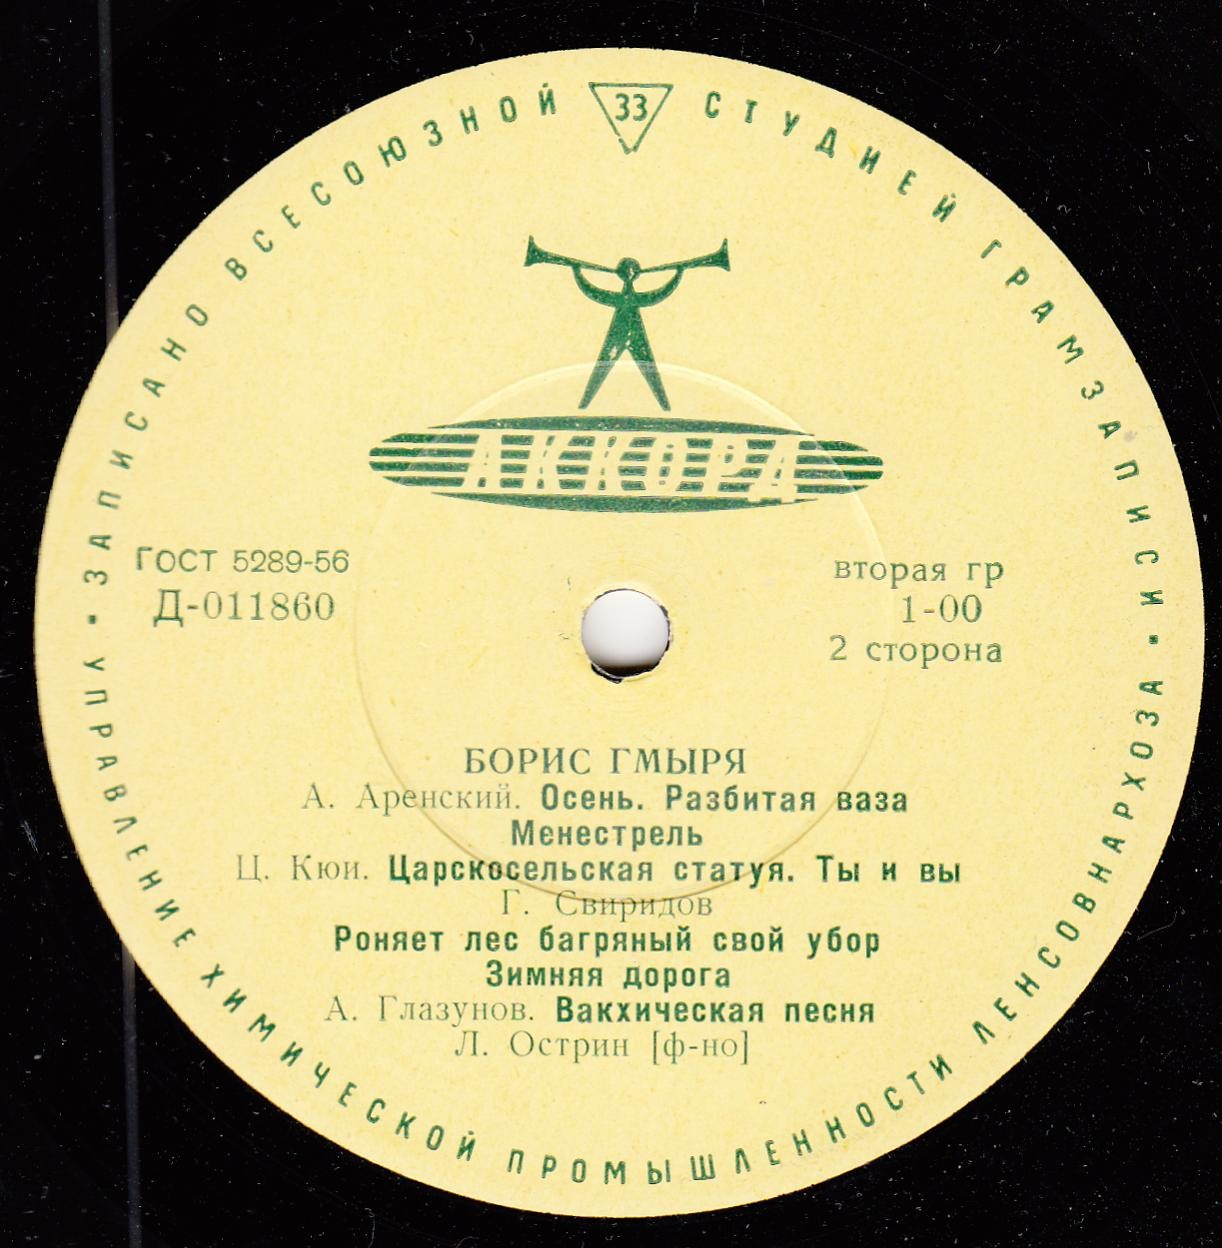 · ЗАПИСАНО ВСЕСОЮЗНОЙ 33 СТУДИЕЙ ГРАМЗАПИСИ ·
АККОРД
ГОСТ 5289-56
Д-011860
вторая гр
1-00
2 сторона
БОРИС ГМЫРЯ
А. Аренский. Осень. Разбитая ваза
Менестрель
Ц. Кюи. Царскосельская статуя. Ты и вы
Г. Свиридов
Роняет лес багряный свой убор
Зимняя дорога
А. Глазунов. Вакхическая песня
Л. Острин [ф-но]
УПРАВЛЕНИЕ ХИМИЧЕСКОЙ ПРОМЫШЛЕННОСТИ ЛЕНСОВНАРХОЗА